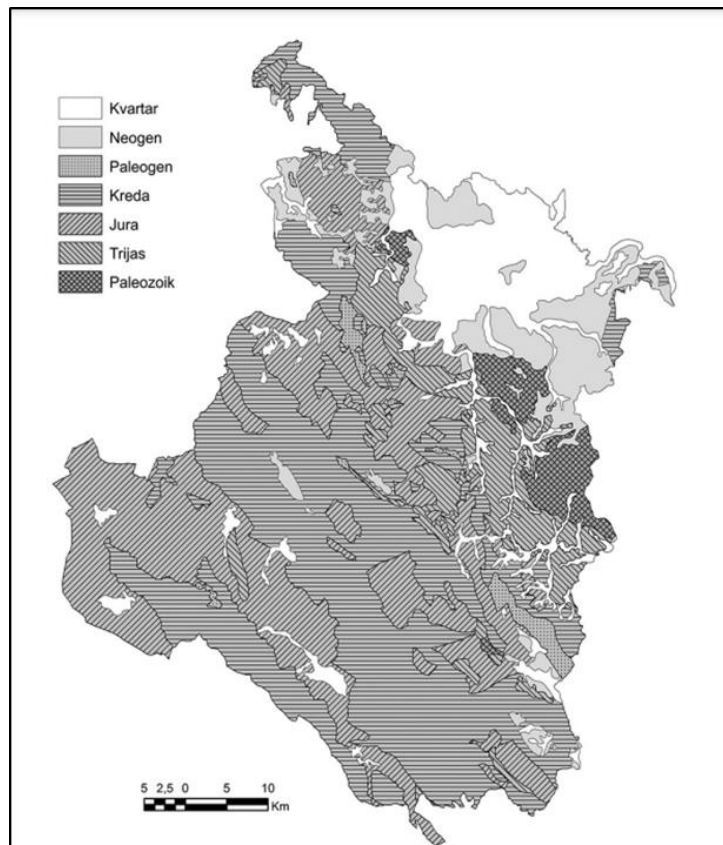 Kvartar
Neogen
Paleogen
Kreda
Jura
Trijas
Paleozoik
5 2,5 0 5 10
Km